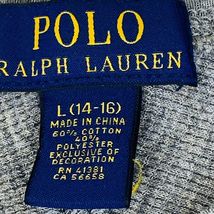 POLO
RALPH LAUREN
L (14-16)
MADE IN CHINA
60% COTTON
40%
POLYESTER
EXCLUSIVE OF
DECORATION
RN 41381
CA 56658